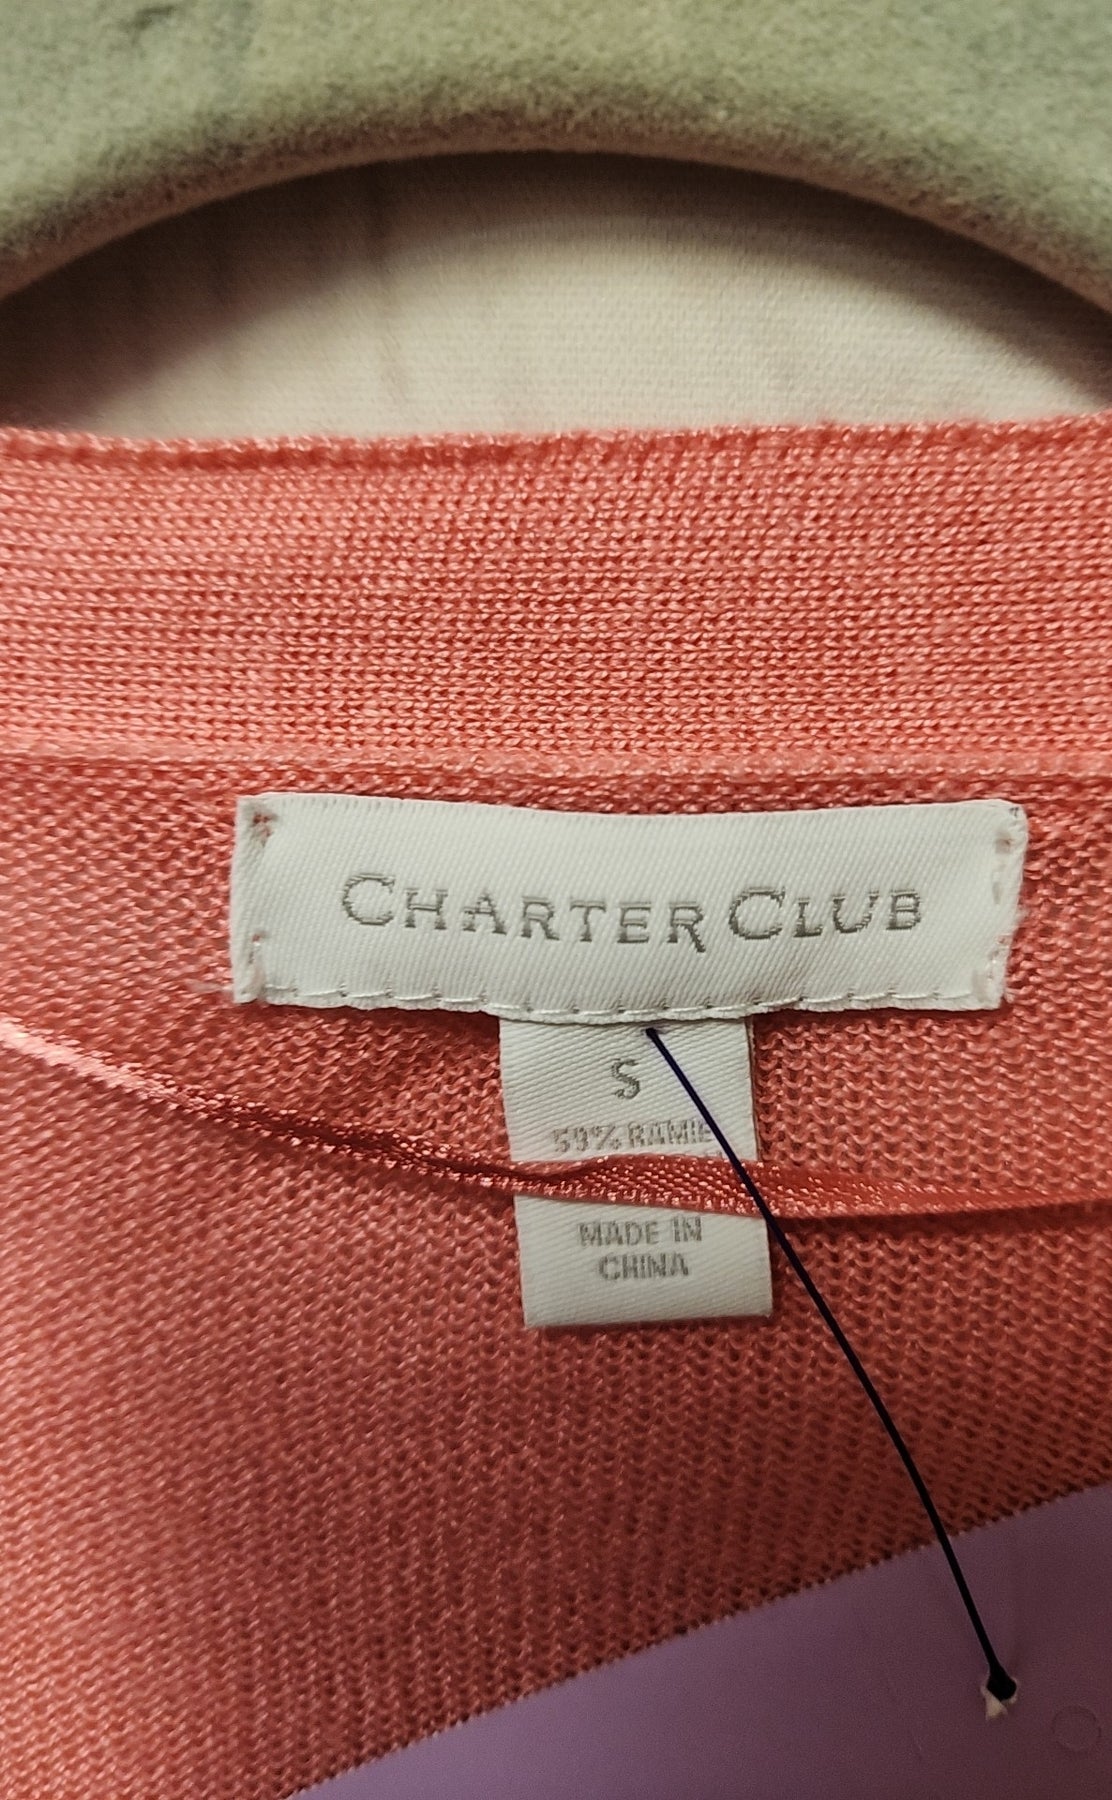 CHARTER CLUB
S
59% RAMIE
MADE IN
CHINA